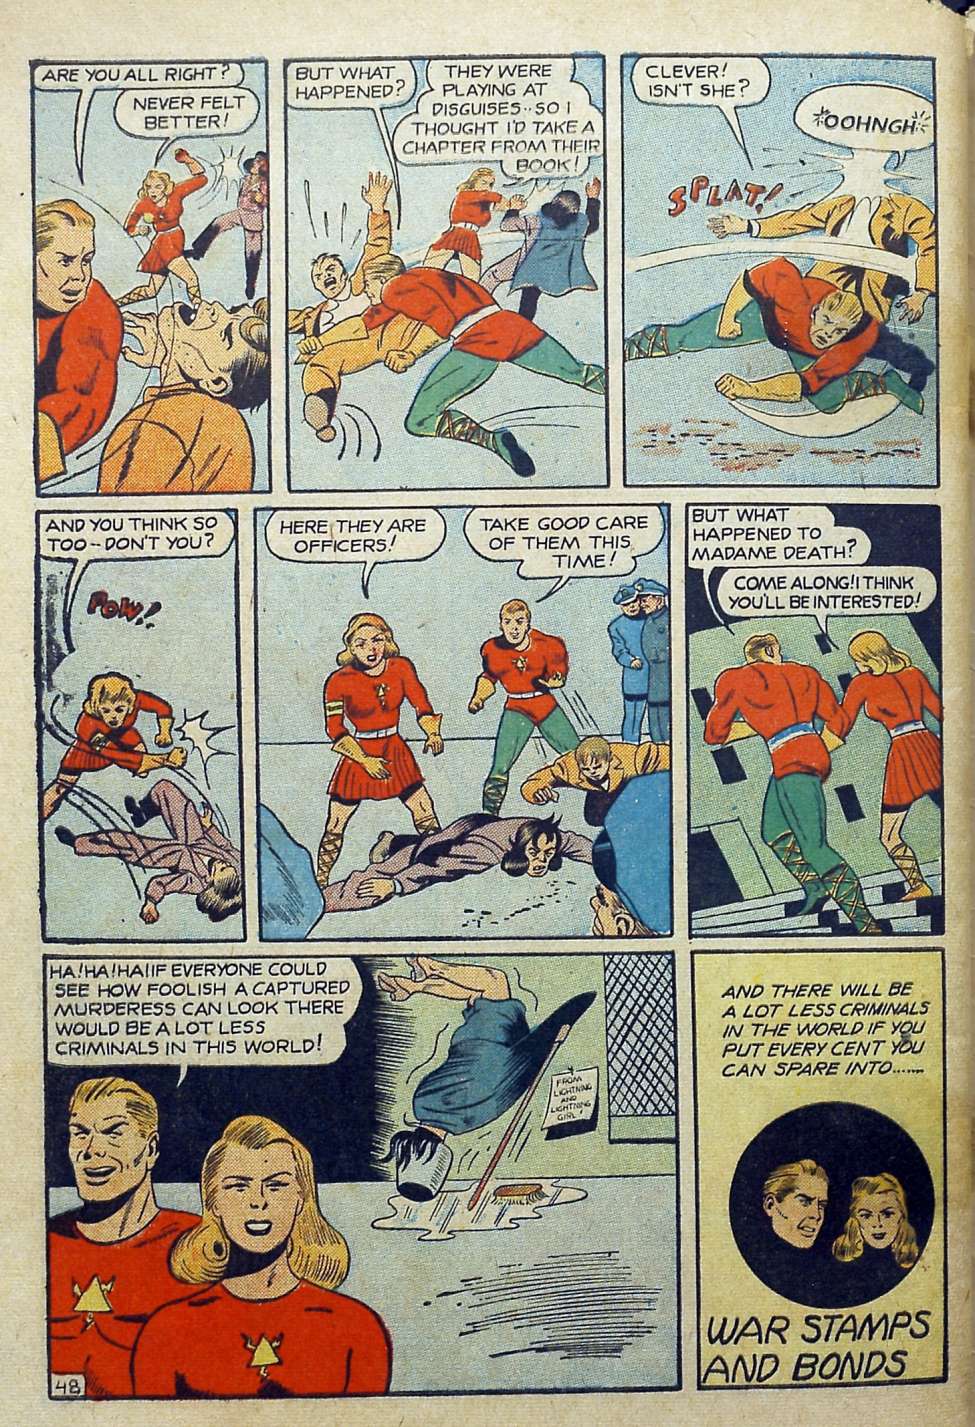 ARE YOU ALL RIGHT?
NEVER FELT
BETTER!
BUT WHAT
HAPPENED?
THEY WERE
PLAYING AT
DISGUISES..SO I
THOUGHT I'D TAKE A
CHAPTER FROM THEIR
BOOK!
CLEVER!
ISN'T SHE?
OOHNGH
SPLAT!
AND YOU THINK SO
TOO--DON'T YOU?
POW!
HERE THEY ARE
OFFICERS!
TAKE GOOD CARE
OF THEM THIS
TIME!
BUT WHAT
HAPPENED TO
MADAME DEATH?
COME ALONG! I THINK
YOU'LL BE INTERESTED!
HA! HA! HA! IF EVERYONE COULD
SEE HOW FOOLISH A CAPTURED
MURDERESS CAN LOOK THERE
WOULD BE A LOT LESS
CRIMINALS IN THIS WORLD!
FROM
LIGHTNING
AND
LIGHTNING
GIRL!
48
AND THERE WILL BE
A LOT LESS CRIMINALS
IN THE WORLD IF YOU
PUT EVERY CENT YOU
CAN SPARE INTO......
WAR STAMPS
AND BONDS